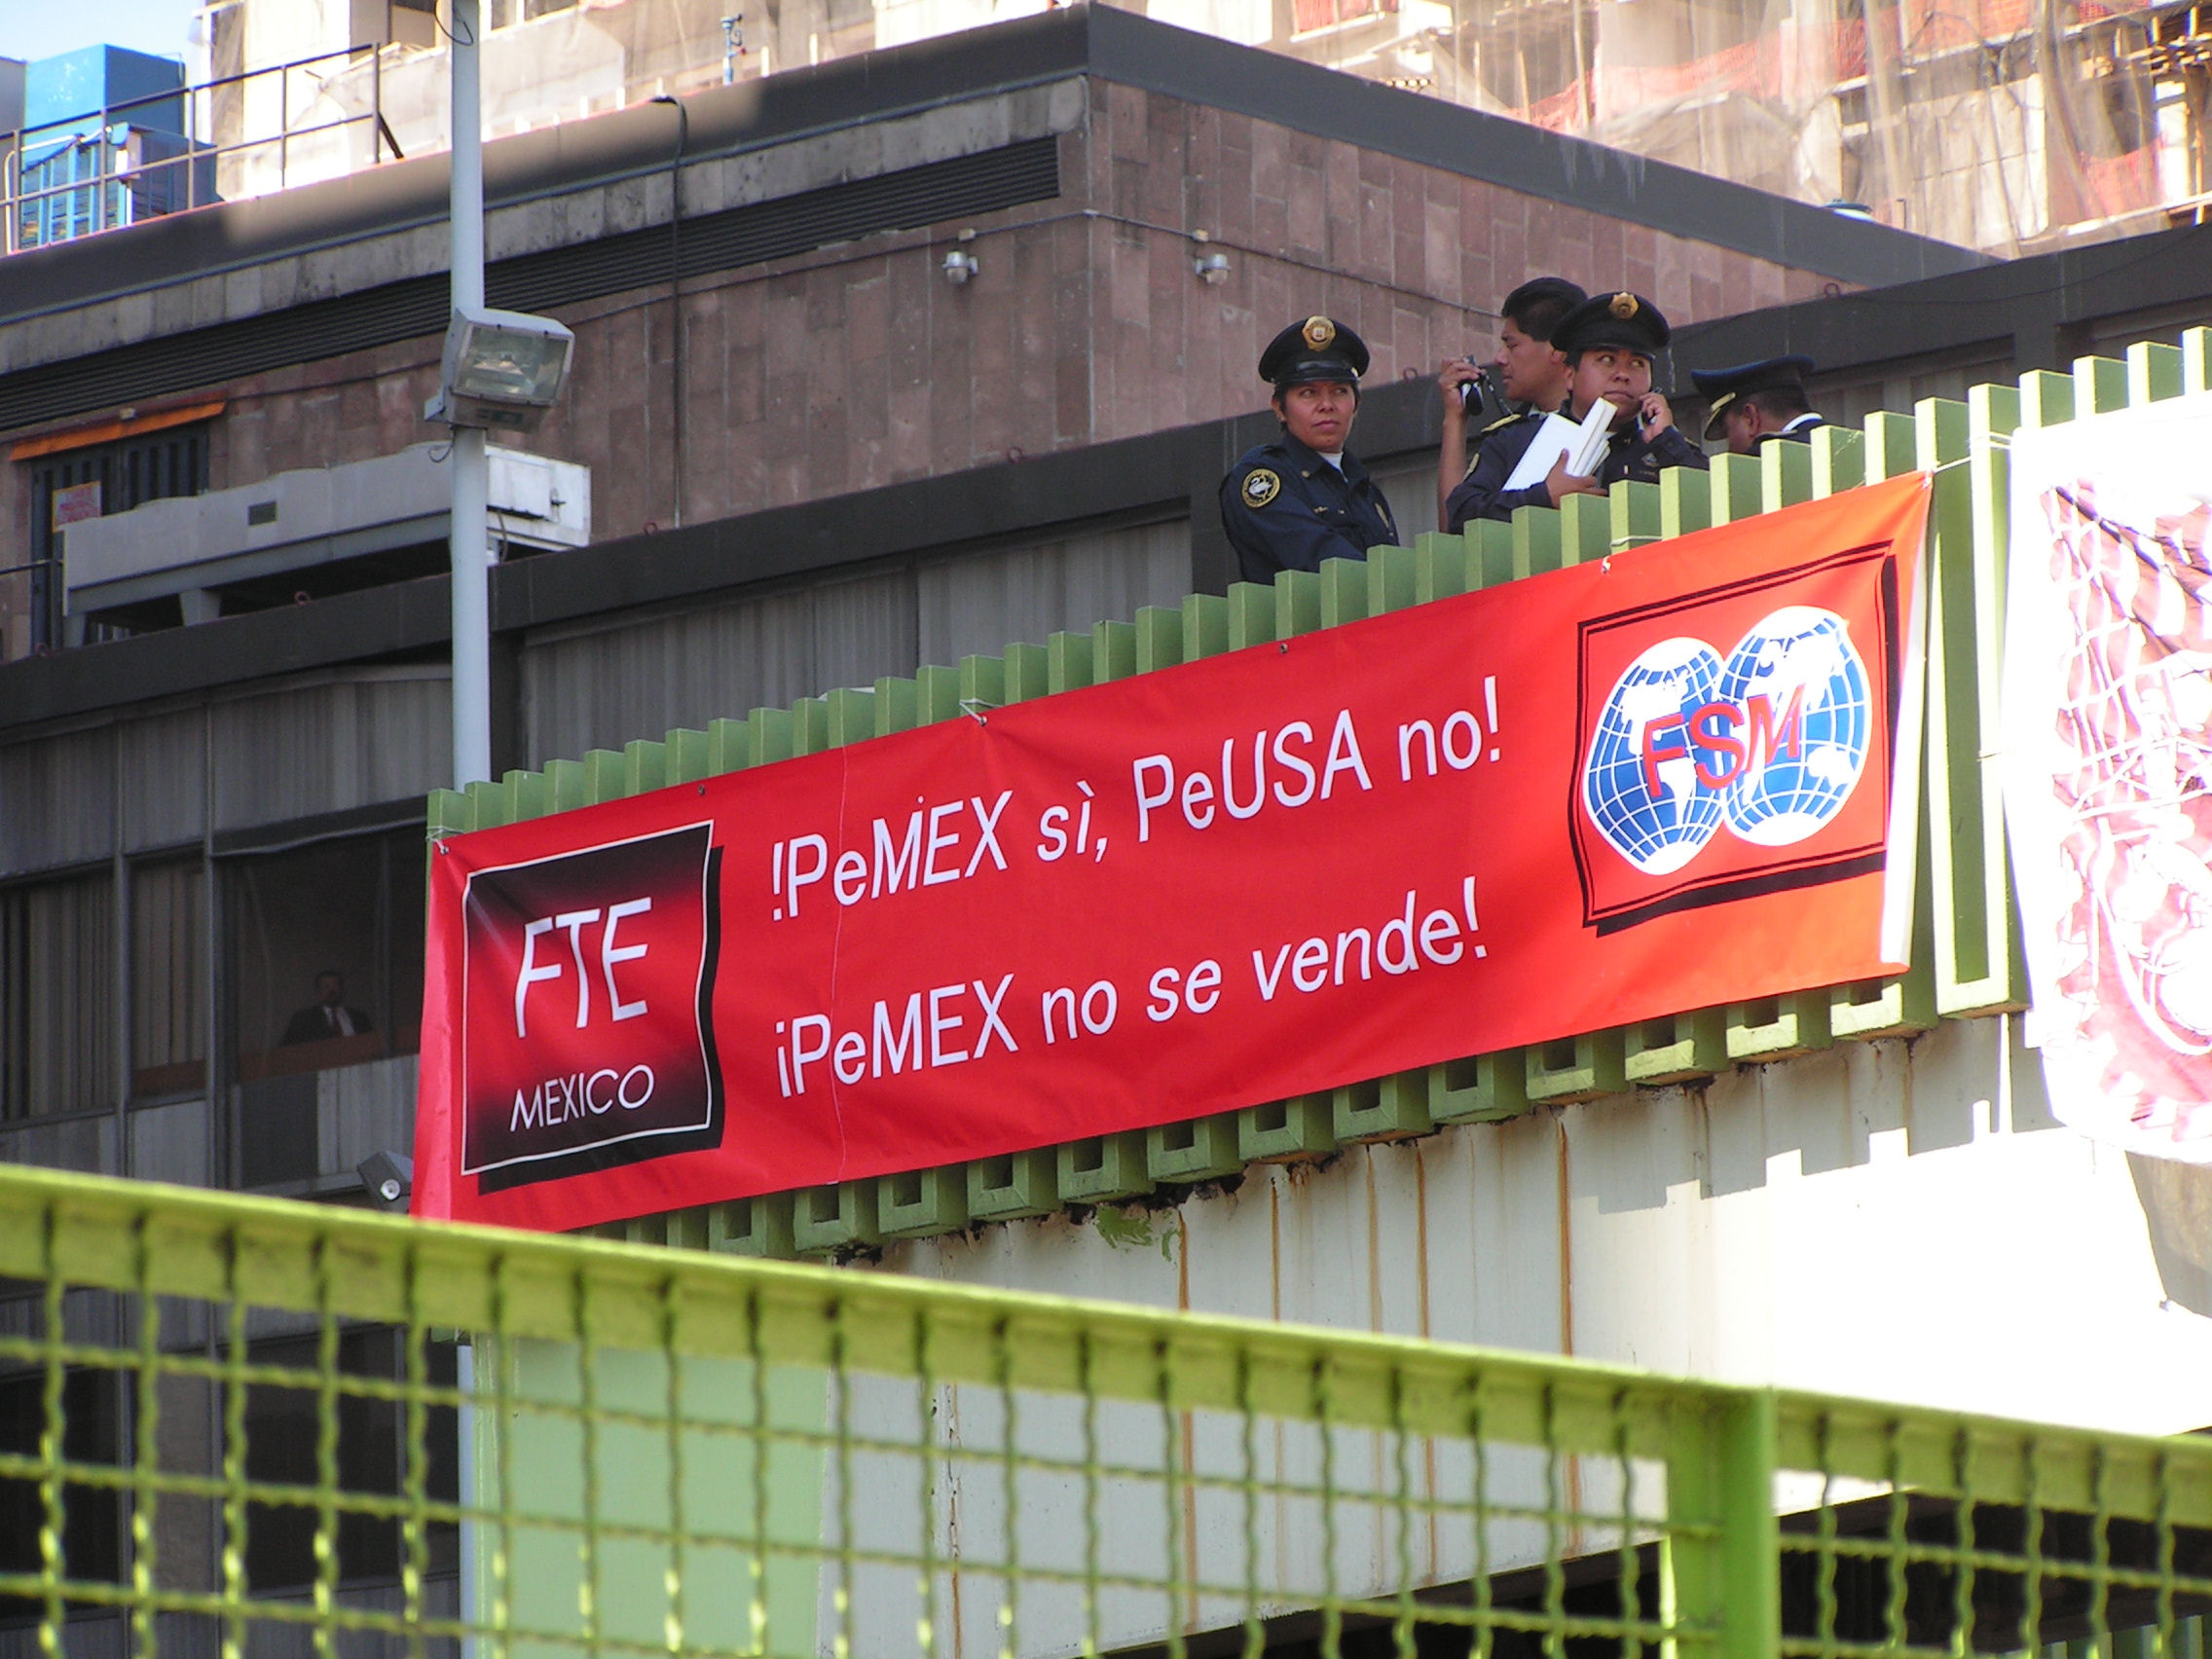 FTE
MEXICO
!PeMEX sì, PeUSA no!
¡PeMEX no se vende!
FSM